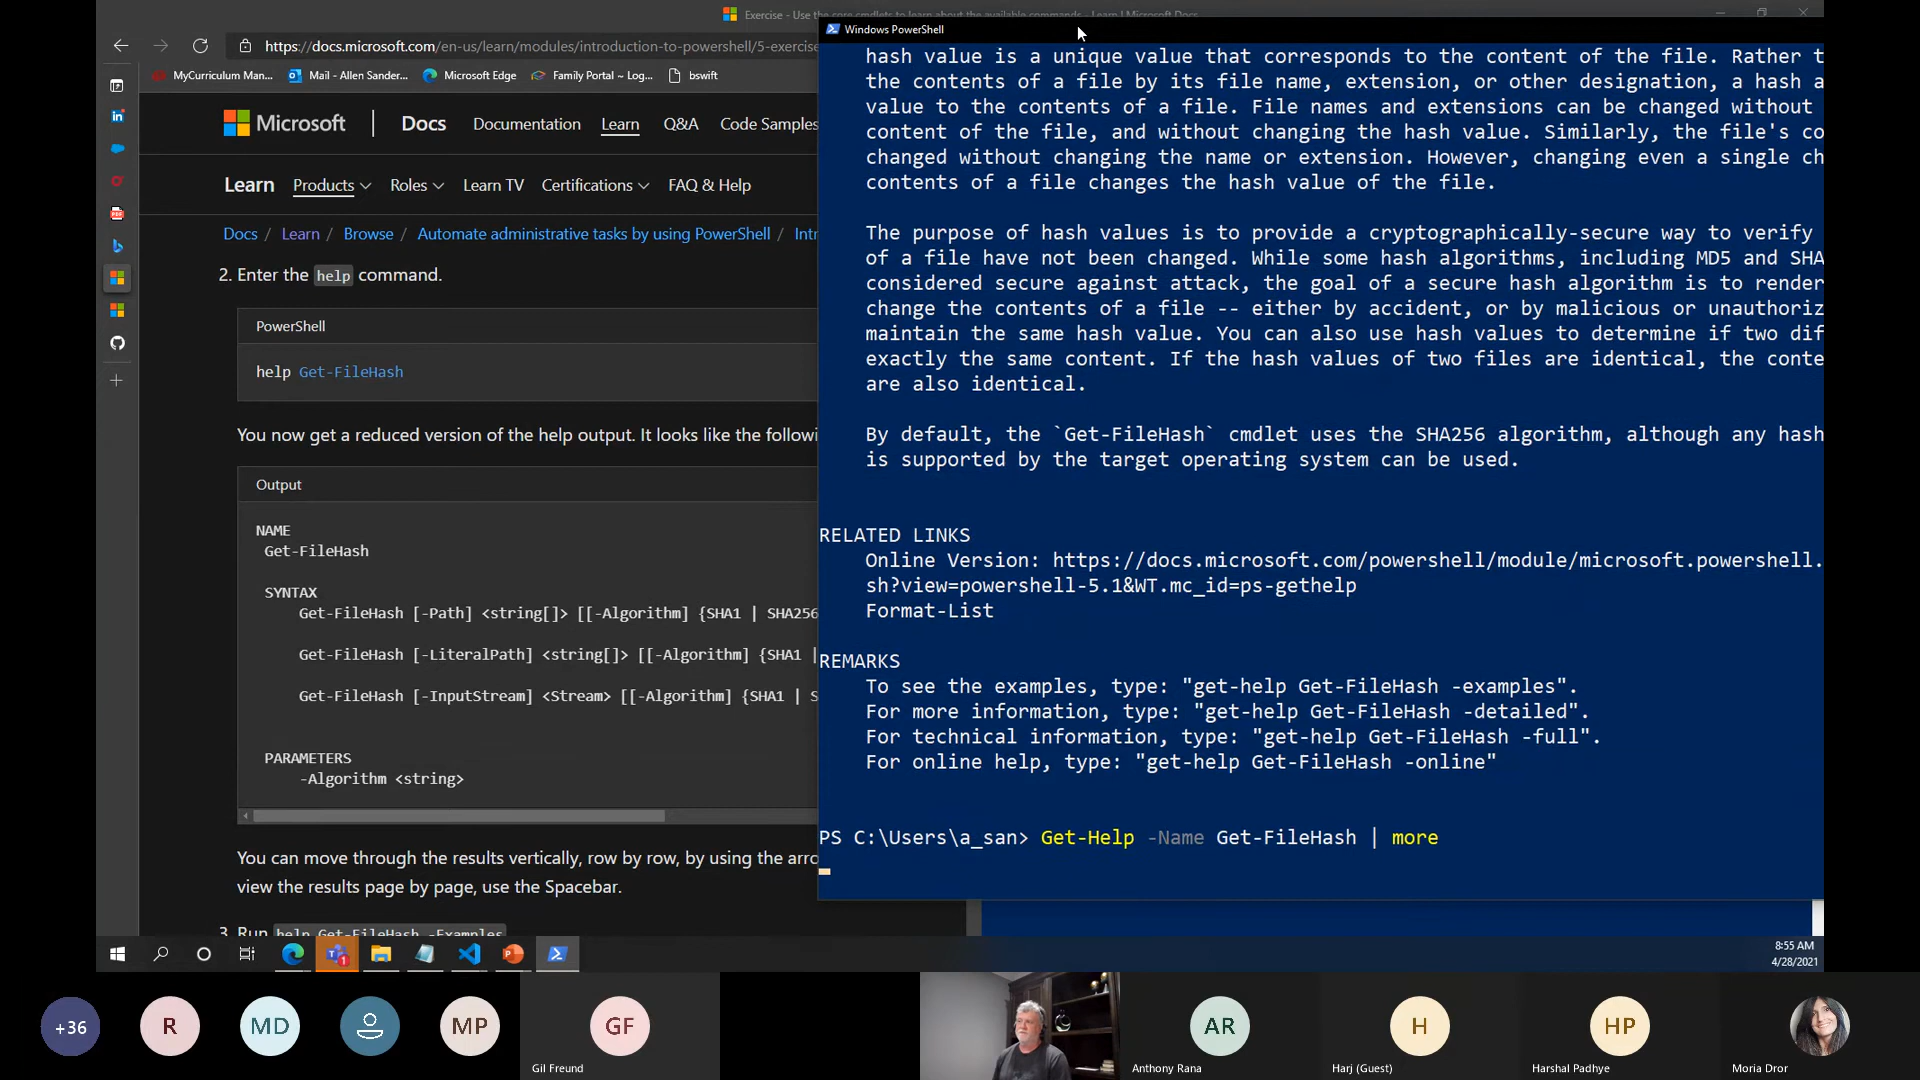 Exercise - Use the core cmdlets to learn about the available commands - Learn | Microsoft Docs
https://docs.microsoft.com/en-us/learn/modules/introduction-to-powershell/5-exercise
MyCurriculum Man...
Mail - Allen Sander...
Microsoft Edge
Family Portal ~ Log...
bswift
Microsoft
Docs
Documentation
Learn
Q&A
Code Samples
Learn
Products
Roles
Learn TV
Certifications
FAQ & Help
Docs / Learn / Browse / Automate administrative tasks by using PowerShell / Int
2. Enter the help command.
PowerShell
help Get-FileHash
You now get a reduced version of the help output. It looks like the followi
Output
NAME
Get-FileHash
SYNTAX
Get-FileHash [-Path] <string[]> [[-Algorithm] {SHA1 | SHA256
Get-FileHash [-LiteralPath] <string[]> [[-Algorithm] {SHA1 |
Get-FileHash [-InputStream] <Stream> [[-Algorithm] {SHA1 | S
PARAMETERS
-Algorithm <string>
You can move through the results vertically, row by row, by using the arro
view the results page by page, use the Spacebar.
3. Run help Get-FileHash -Examples
Windows PowerShell
hash value is a unique value that corresponds to the content of the file. Rather t
the contents of a file by its file name, extension, or other designation, a hash a
value to the contents of a file. File names and extensions can be changed without
content of the file, and without changing the hash value. Similarly, the file's co
changed without changing the name or extension. However, changing even a single ch
contents of a file changes the hash value of the file.
The purpose of hash values is to provide a cryptographically-secure way to verify
of a file have not been changed. While some hash algorithms, including MD5 and SHA
considered secure against attack, the goal of a secure hash algorithm is to render
change the contents of a file -- either by accident, or by malicious or unauthoriz
maintain the same hash value. You can also use hash values to determine if two dif
exactly the same content. If the hash values of two files are identical, the conte
are also identical.
By default, the `Get-FileHash` cmdlet uses the SHA256 algorithm, although any hash
is supported by the target operating system can be used.
RELATED LINKS
Online Version: https://docs.microsoft.com/powershell/module/microsoft.powershell.
sh?view=powershell-5.1&WT.mc_id=ps-gethelp
Format-List
REMARKS
To see the examples, type: "get-help Get-FileHash -examples".
For more information, type: "get-help Get-FileHash -detailed".
For technical information, type: "get-help Get-FileHash -full".
For online help, type: "get-help Get-FileHash -online"
PS C:\Users\a_san> Get-Help -Name Get-FileHash | more
8:55 AM
4/28/2021
+36
R
MD
MP
GF
Gil Freund
AR
Anthony Rana
H
Harj (Guest)
HP
Harshal Padhye
Moria Dror